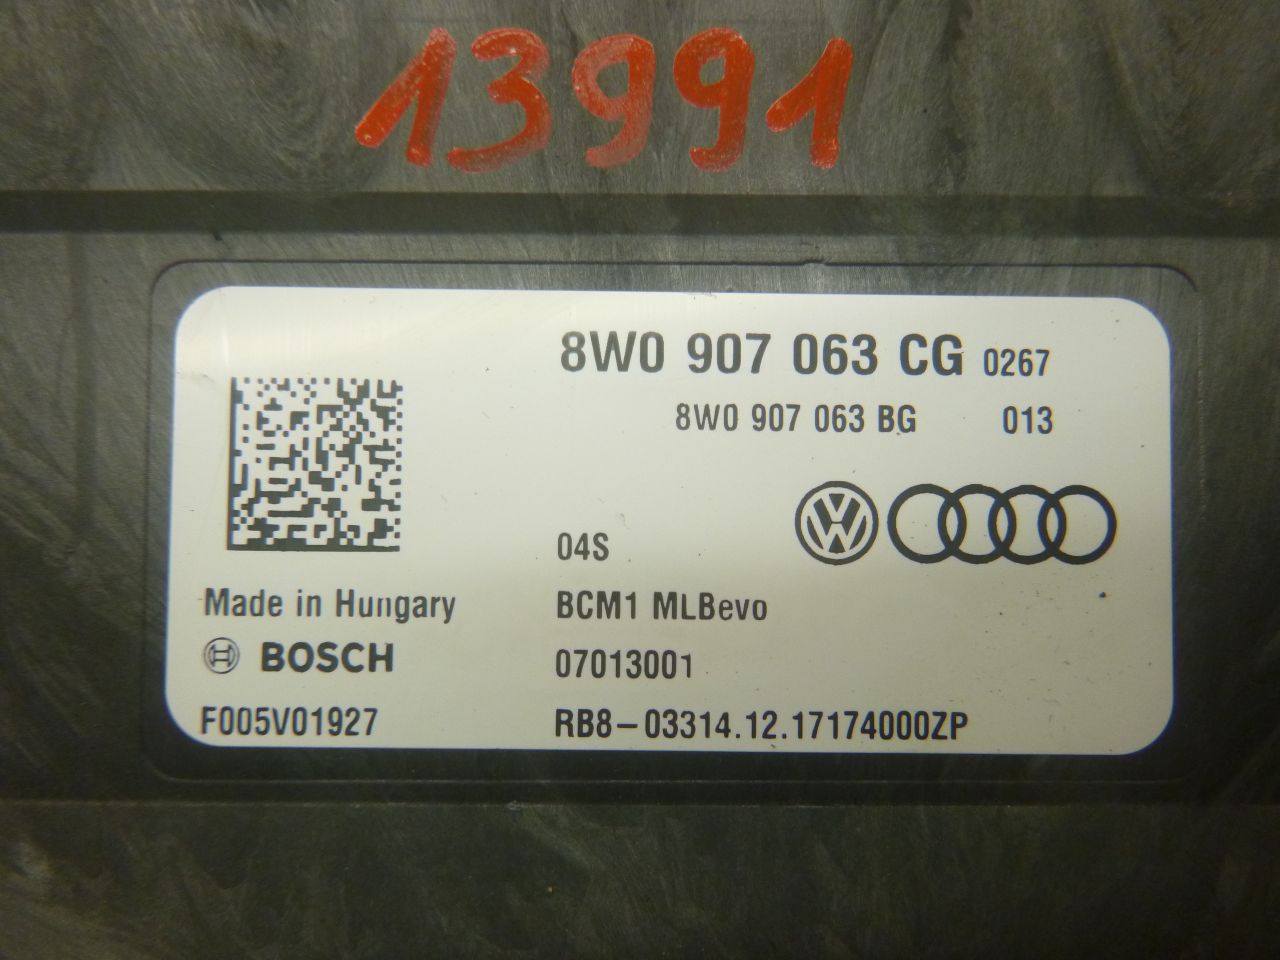 13991
8W0 907 063 CG 0267
8W0 907 063 BG 013
04S
Made in Hungary
BCM1 MLBevo
BOSCH
07013001
F005V01927
RB8-03314.12.17174000ZP